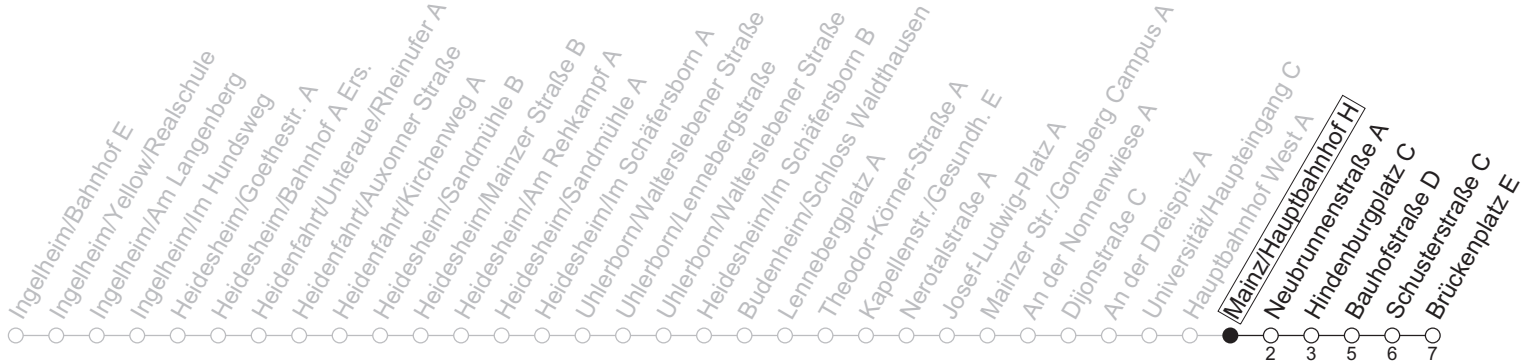 Ingelheim/Bahnhof E
Ingelheim/Yellow/Realschule
Ingelheim/Am Langenberg
Ingelheim/Im Hundsweg
Heidesheim/Goethestr. A
Heidesheim/Bahnhof A Ers.
Heidenfahrt/Unteraue/Rheinufer A
Heidenfahrt/Auxonner Straße
Heidenfahrt/Kirchenweg A
Heidesheim/Sandmühle B
Heidesheim/Mainzer Straße B
Heidesheim/Am Rehkampf A
Heidesheim/Sandmühle A
Heidesheim/Im Schäfersborn A
Uhlerborn/Walterslebener Straße
Uhlerborn/Lennebergstraße
Uhlerborn/Walterslebener Straße
Heidesheim/Im Schäfersborn B
Budenheim/Schloss Waldthausen
Lennebergplatz A
Theodor-Körner-Straße A
Kapellenstr./Gesundh. E
Nerotalstraße A
Josef-Ludwig-Platz A
Mainzer Str./Gonsberg Campus A
An der Nonnenwiese A
Dijonstraße C
An der Dreispitz A
Universität/Haupteingang C
Hauptbahnhof West A
Mainz/Hauptbahnhof H
Neubrunnenstraße A
Hindenburgplatz C
Bauhofstraße D
Schusterstraße C
Brückenplatz E
2 3 5 6 7